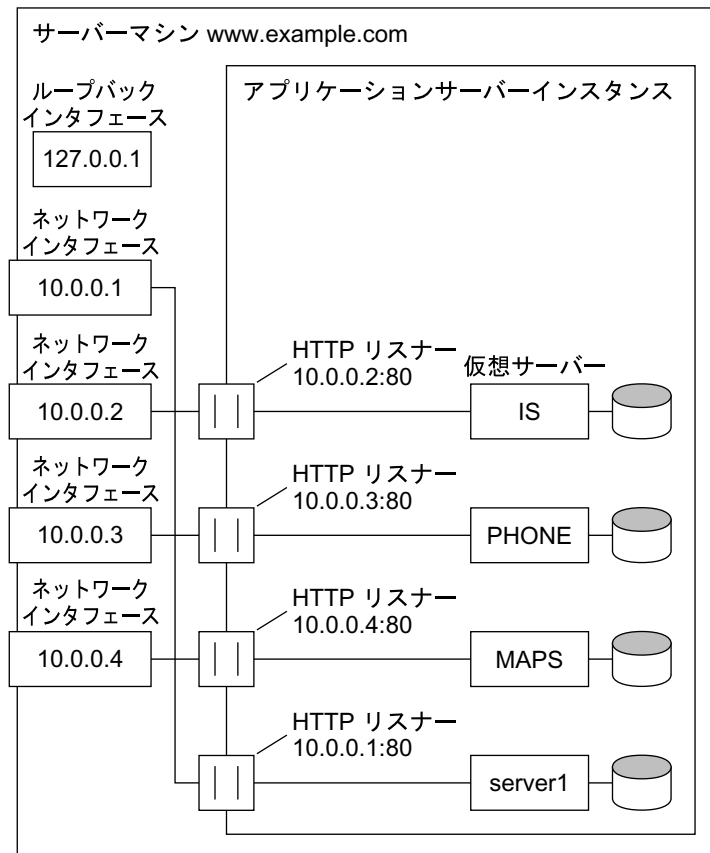 サーバーマシン www.example.com
ループバック
インタフェース
127.0.0.1
アプリケーションサーバーインスタンス
ネットワーク
インタフェース
10.0.0.1
ネットワーク
インタフェース
10.0.0.2
HTTP リスナー
10.0.0.2:80
仮想サーバー
IS
ネットワーク
インタフェース
10.0.0.3
HTTP リスナー
10.0.0.3:80
PHONE
ネットワーク
インタフェース
10.0.0.4
HTTP リスナー
10.0.0.4:80
MAPS
HTTP リスナー
10.0.0.1:80
server1